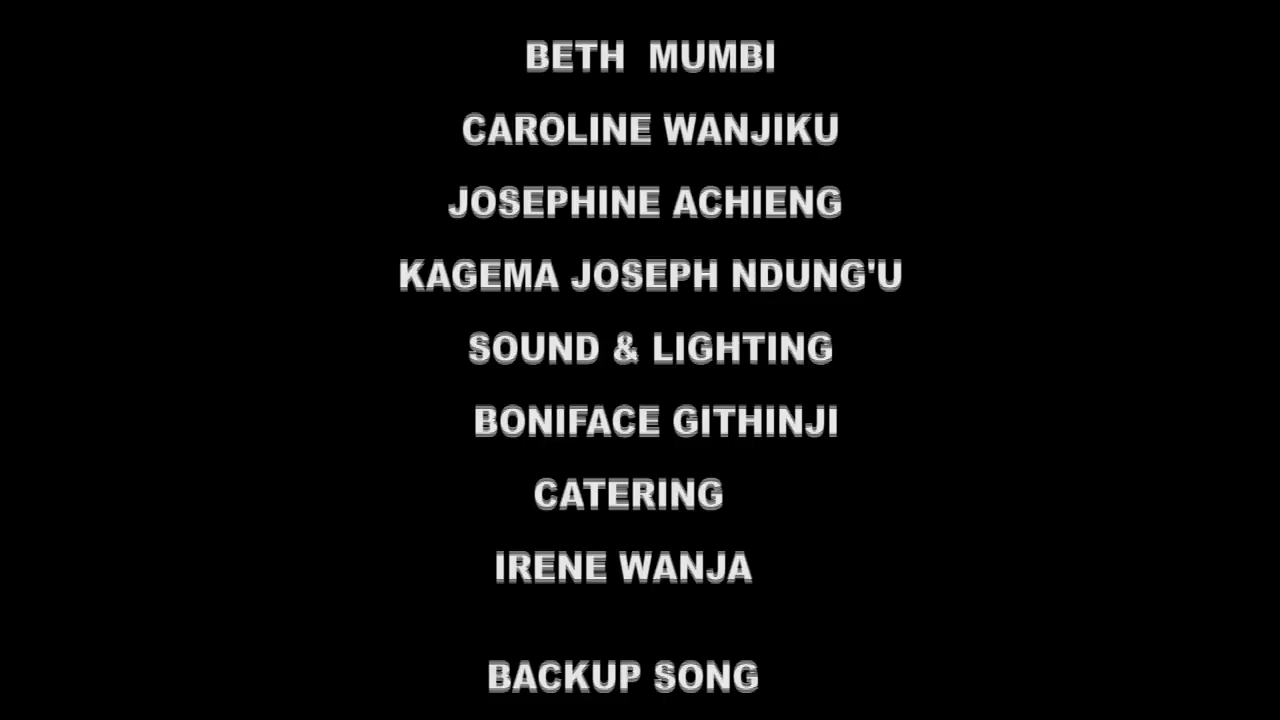 BETH  MUMBI
CAROLINE WANJIKU
JOSEPHINE ACHIENG
KAGEMA JOSEPH NDUNG'U
SOUND & LIGHTING
BONIFACE GITHINJI
CATERING
IRENE WANJA
BACKUP SONG